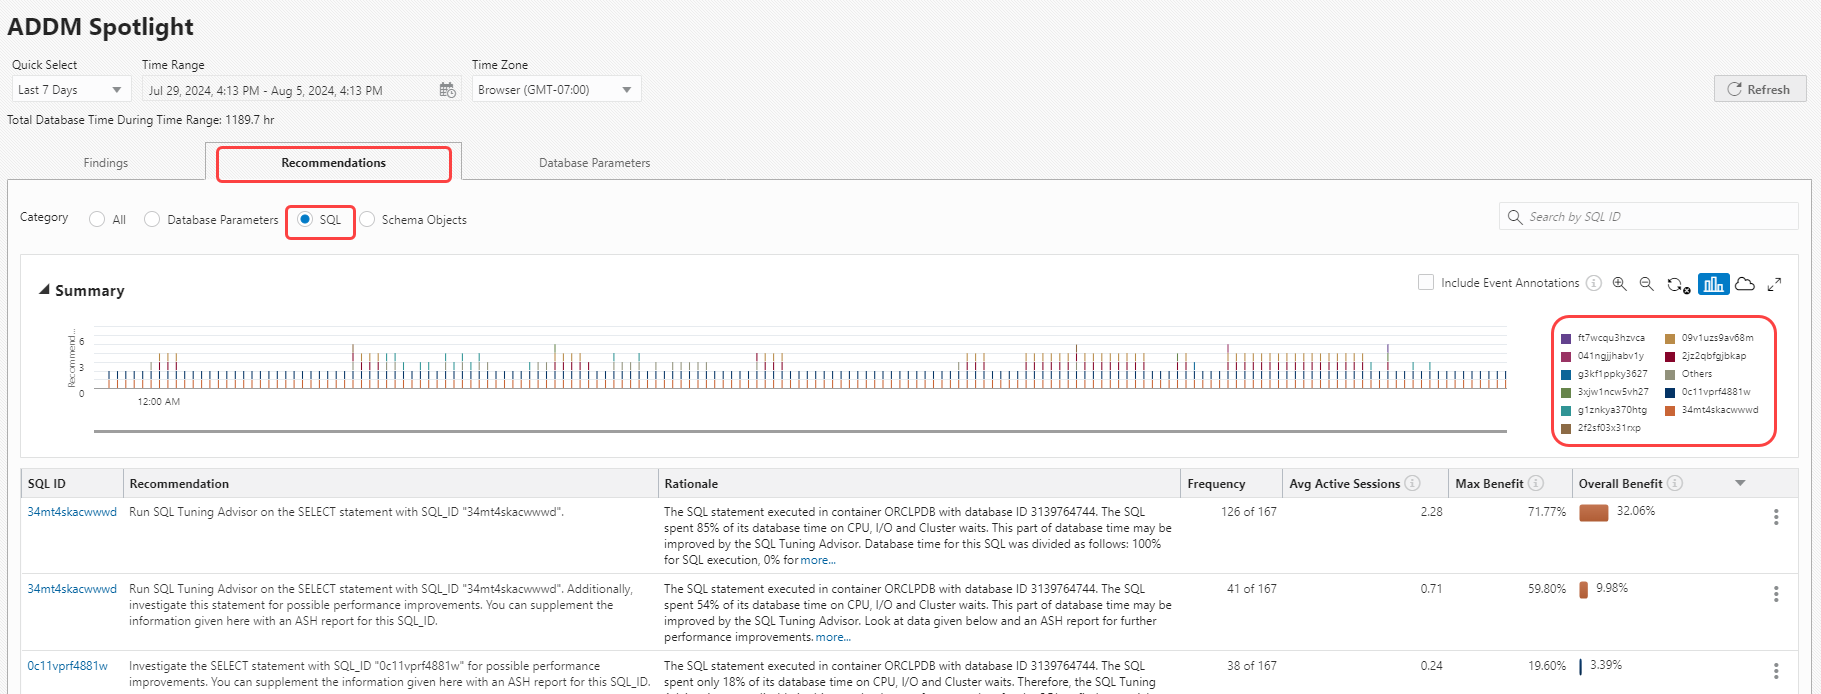 ADDM Spotlight
Quick Select
Time Range
Time Zone
Last 7 Days
Jul 29, 2024, 4:13 PM - Aug 5, 2024, 4:13 PM
Browser (GMT-07:00)
Refresh
Total Database Time During Time Range: 1189.7 hr
Findings
Recommendations
Database Parameters
Category
All
Database Parameters
SQL
Schema Objects
Search by SQL ID
Summary
Include Event Annotations
Recommend...
6
3
0
12:00 AM
ft7wcqu3hzvca
09v1uzs9av68m
041ngjjhabv1y
2jz2qbfgjbkap
g3kf1ppky3627
Others
3xjw1ncw5vh27
0c11vprf4881w
g1znkya370htg
34mt4skacwwwd
2f2sf03x31rxp
SQL ID
Recommendation
Rationale
Frequency
Avg Active Sessions
Max Benefit
Overall Benefit
34mt4skacwwwd
Run SQL Tuning Advisor on the SELECT statement with SQL_ID "34mt4skacwwwd".
The SQL statement executed in container ORCLPDB with database ID 3139764744. The SQL
spent 85% of its database time on CPU, I/O and Cluster waits. This part of database time may be
improved by the SQL Tuning Advisor. Database time for this SQL was divided as follows: 100%
for SQL execution, 0% for more...
126 of 167
2.28
71.77%
32.06%
34mt4skacwwwd
Run SQL Tuning Advisor on the SELECT statement with SQL_ID "34mt4skacwwwd". Additionally,
investigate this statement for possible performance improvements. You can supplement the
information given here with an ASH report for this SQL_ID.
The SQL statement executed in container ORCLPDB with database ID 3139764744. The SQL
spent 54% of its database time on CPU, I/O and Cluster waits. This part of database time may be
improved by the SQL Tuning Advisor. Look at data given below and an ASH report for further
performance improvements. more...
41 of 167
0.71
59.80%
9.98%
0c11vprf4881w
Investigate the SELECT statement with SQL_ID "0c11vprf4881w" for possible performance
improvements. You can supplement the information given here with an ASH report for this SQL_ID.
The SQL statement executed in container ORCLPDB with database ID 3139764744. The SQL
spent only 18% of its database time on CPU, I/O and Cluster waits. Therefore, the SQL Tuning
38 of 167
0.24
19.60%
3.39%